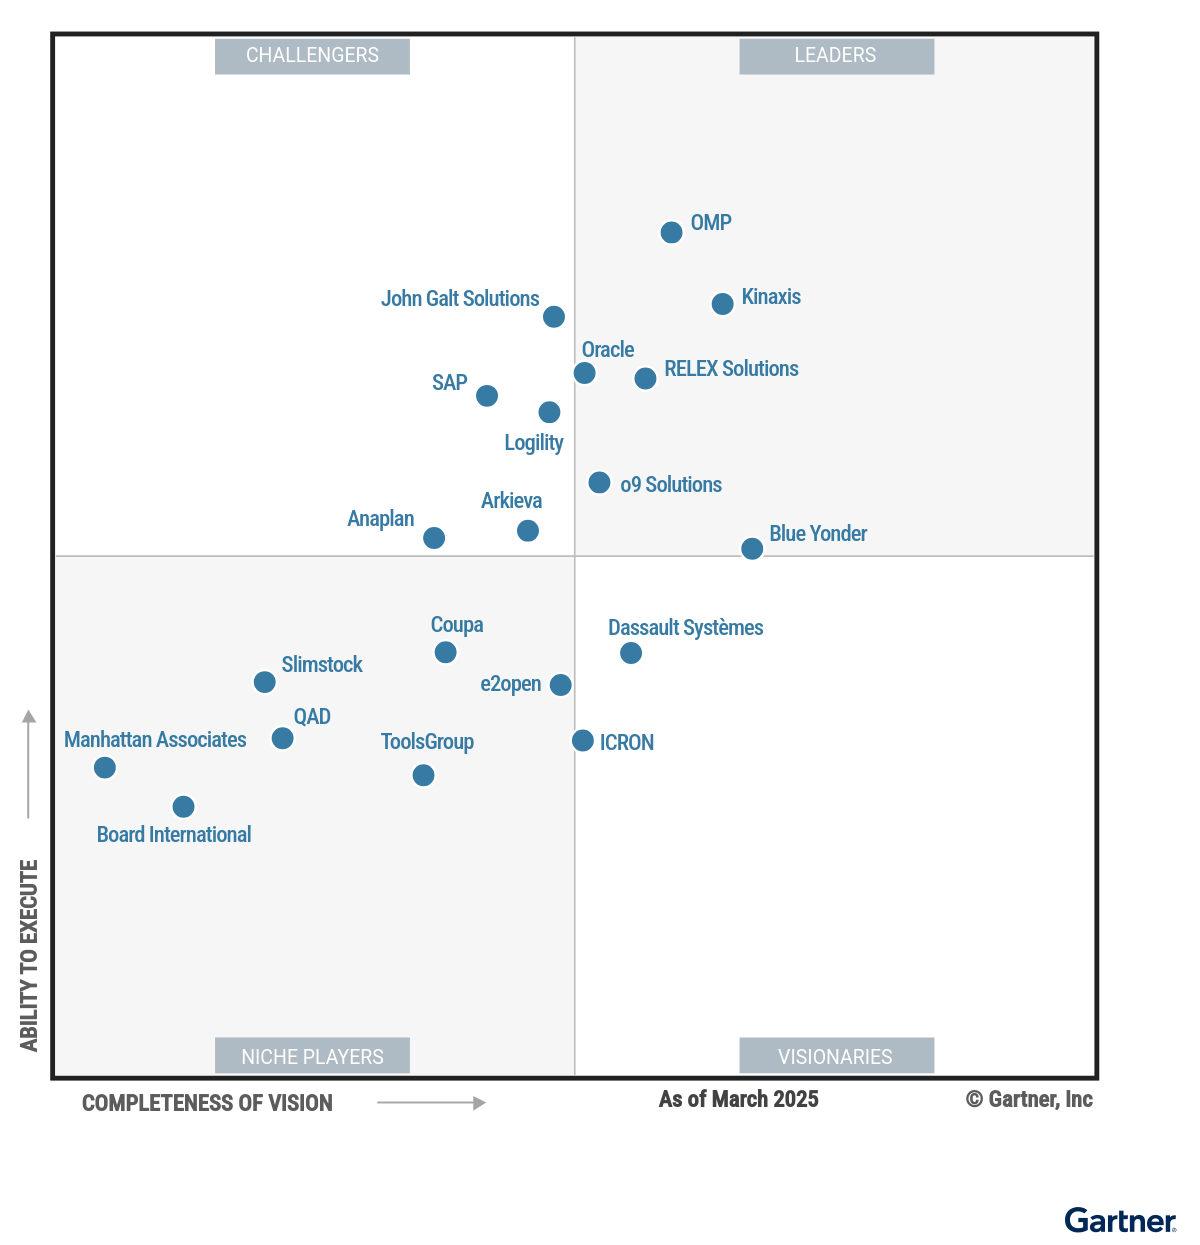 CHALLENGERS
LEADERS
OMP
Kinaxis
John Galt Solutions
Oracle
RELEX Solutions
SAP
Logility
o9 Solutions
Arkieva
Anaplan
Blue Yonder
Coupa
Dassault Systèmes
Slimstock
e2open
QAD
Manhattan Associates
ToolsGroup
ICRON
Board International
ABILITY TO EXECUTE
NICHE PLAYERS
VISIONARIES
COMPLETENESS OF VISION
As of March 2025
© Gartner, Inc
Gartner®